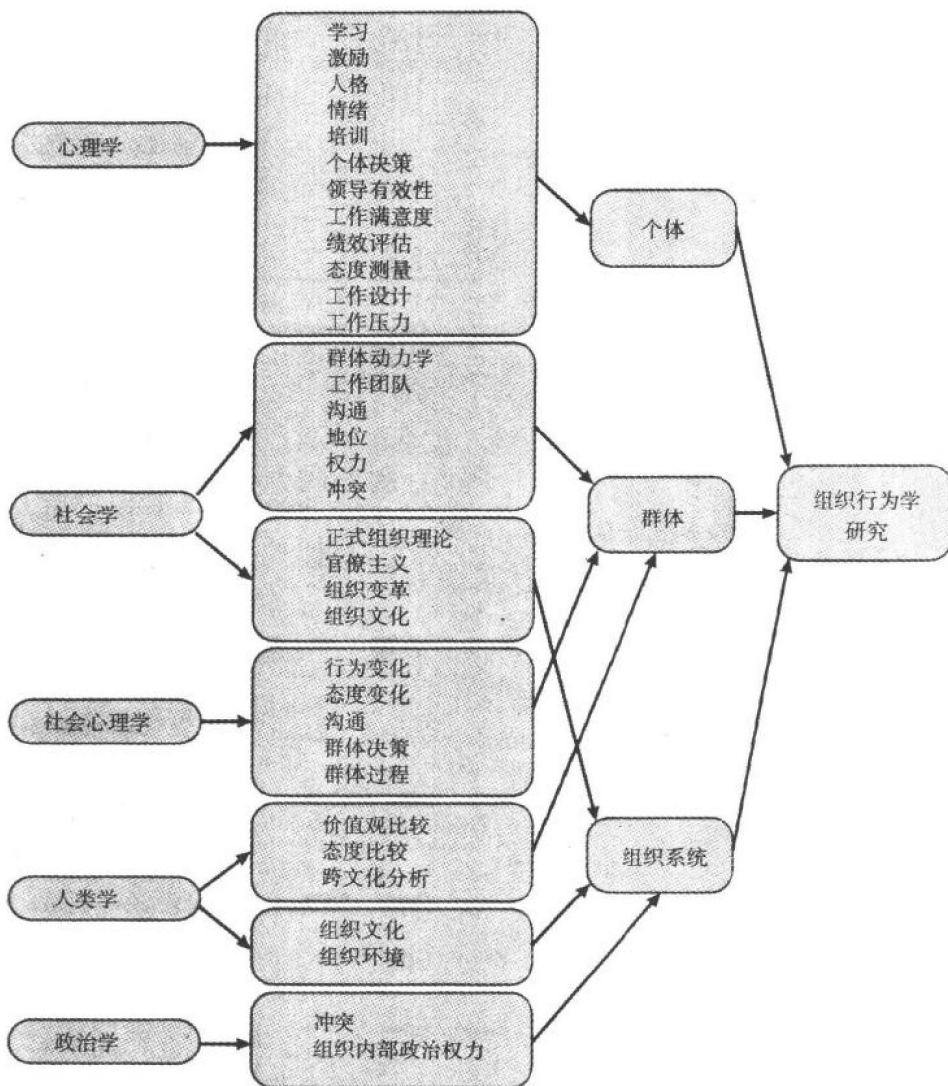 心理学
学习
激励
人格
情绪
培训
个体决策
领导有效性
工作满意度
绩效评估
态度测量
工作设计
工作压力
个体
社会学
群体动力学
工作团队
沟通
地位
权力
冲突
正式组织理论
官僚主义
组织变革
组织文化
群体
组织行为学
研究
社会心理学
行为变化
态度变化
沟通
群体决策
群体过程
人类学
价值观比较
态度比较
跨文化分析
组织文化
组织环境
组织系统
政治学
冲突
组织内部政治权力